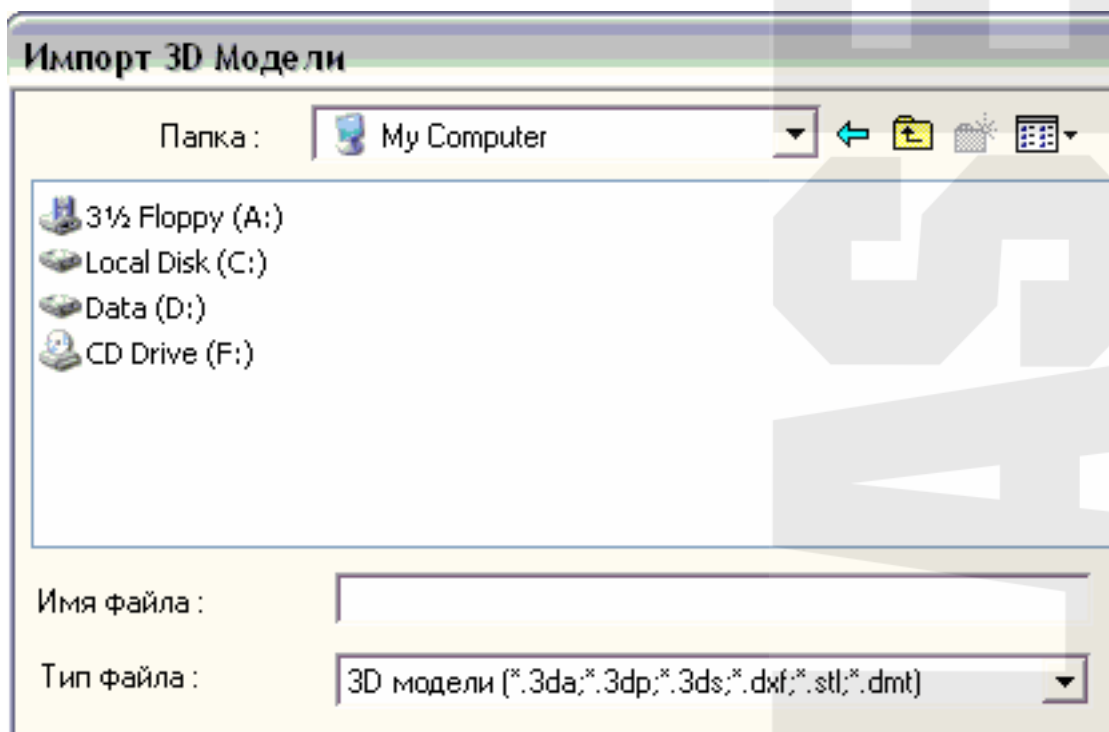 Импорт 3D Модели
Папка :
My Computer
3½ Floppy (A:)
Local Disk (C:)
Data (D:)
CD Drive (F:)
Имя файла :
Тип файла :
3D модели (*.3da;*.3dp;*.3ds;*.dxf;*.stl;*.dmt)